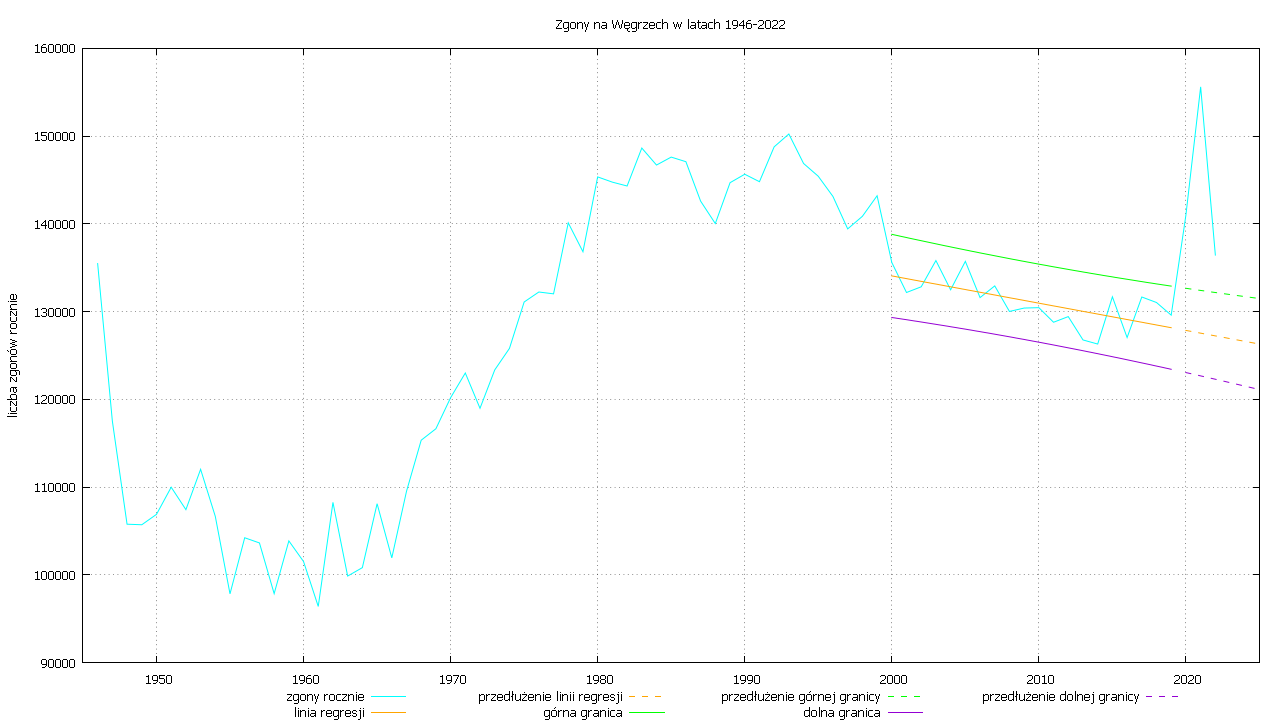 Zgony na Węgrzech w latach 1946-2022
160000
150000
140000
130000
120000
110000
100000
90000
liczba zgonów rocznie
1950 1960 1970 1980 1990 2000 2010 2020
zgony rocznie przedłużenie linii regresji przedłużenie górnej granicy przedłużenie dolnej granicy
linia regresji górna granica dolna granica